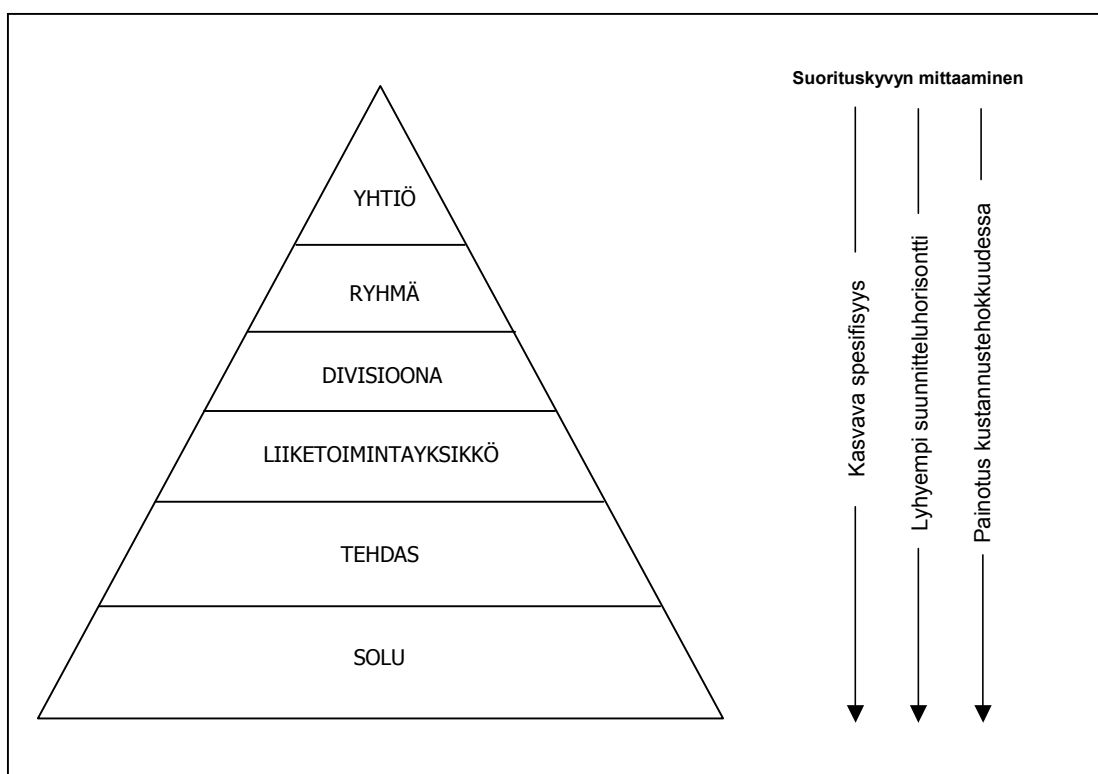 Suorituskyvyn mittaaminen
YHTIÖ
RYHMÄ
DIVISIOONA
LIIKETOIMINTAYKSIKKÖ
TEHDAS
SOLU
Kasvava spesifisyys
Lyhyempi suunnitteluhorisontti
Painotus kustannustehokkuudessa